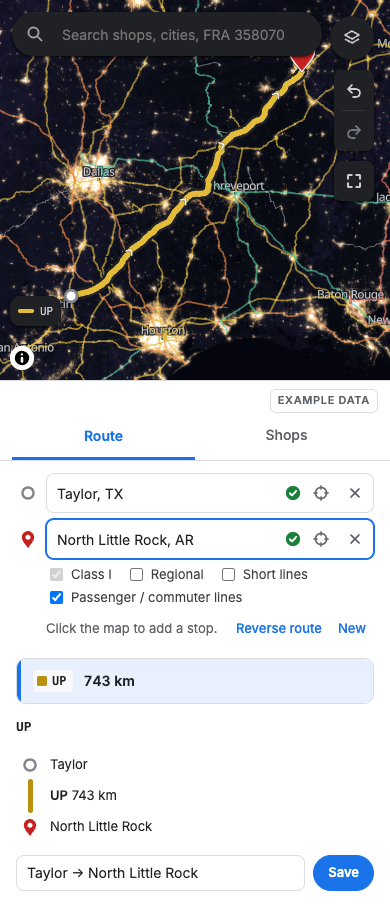 Search shops, cities, FRA 358070
Dallas
hreveport
UP
Houston
Baton Rouge
New
an Antonio
EXAMPLE DATA
Route
Shops
Taylor, TX
North Little Rock, AR
Class I
Regional
Short lines
Passenger / commuter lines
Click the map to add a stop.
Reverse route
New
UP
743 km
UP
Taylor
UP 743 km
North Little Rock
Taylor → North Little Rock
Save